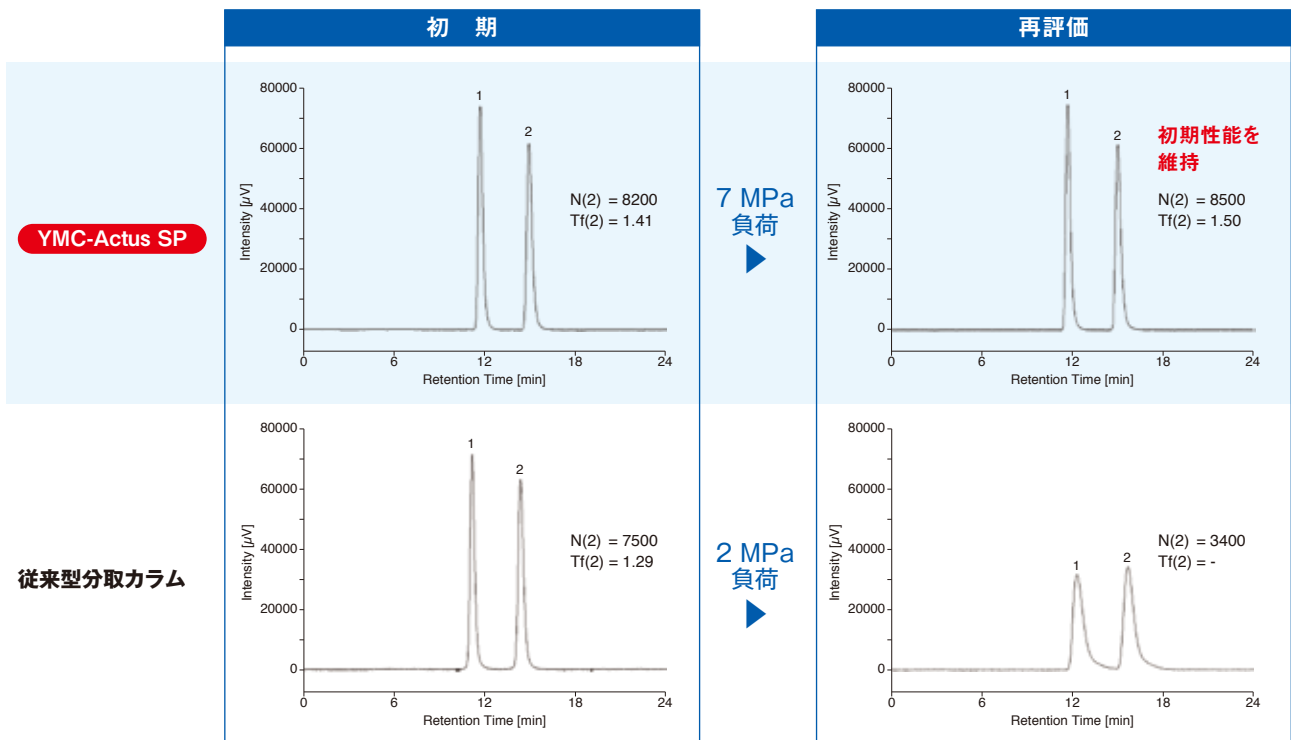 初 期
再評価
YMC-Actus SP
80000
60000
40000
20000
0
Intensity [µV]
1
2
N(2) = 8200
Tf(2) = 1.41
0
6
12
18
24
Retention Time [min]
7 MPa
負荷
80000
60000
40000
20000
0
Intensity [µV]
1
2
初期性能を
維持
N(2) = 8500
Tf(2) = 1.50
0
6
12
18
24
Retention Time [min]
従来型分取カラム
80000
60000
40000
20000
0
Intensity [µV]
1
2
N(2) = 7500
Tf(2) = 1.29
0
6
12
18
24
Retention Time [min]
2 MPa
負荷
80000
60000
40000
20000
0
Intensity [µV]
1
2
N(2) = 3400
Tf(2) = -
0
6
12
18
24
Retention Time [min]